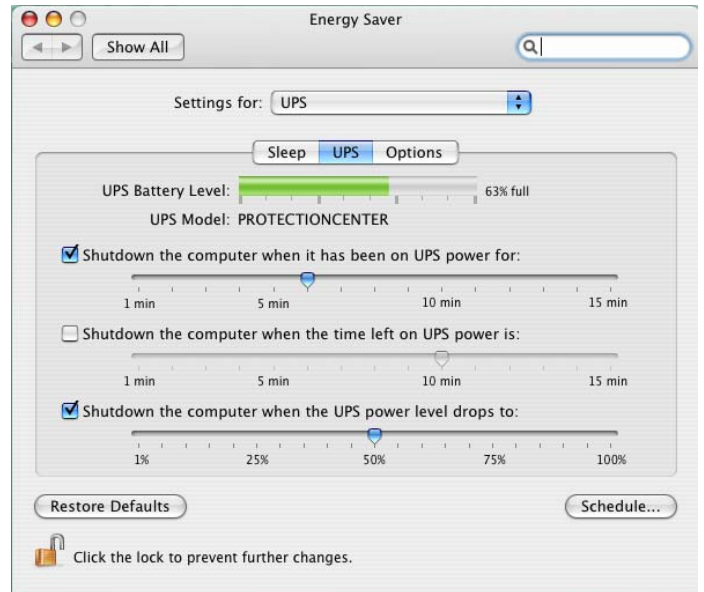 Energy Saver
Show All
Settings for: UPS
Sleep UPS Options
UPS Battery Level: 63% full
UPS Model: PROTECTIONCENTER
Shutdown the computer when it has been on UPS power for:
1 min 5 min 10 min 15 min
Shutdown the computer when the time left on UPS power is:
1 min 5 min 10 min 15 min
Shutdown the computer when the UPS power level drops to:
1% 25% 50% 75% 100%
Restore Defaults Schedule...
Click the lock to prevent further changes.